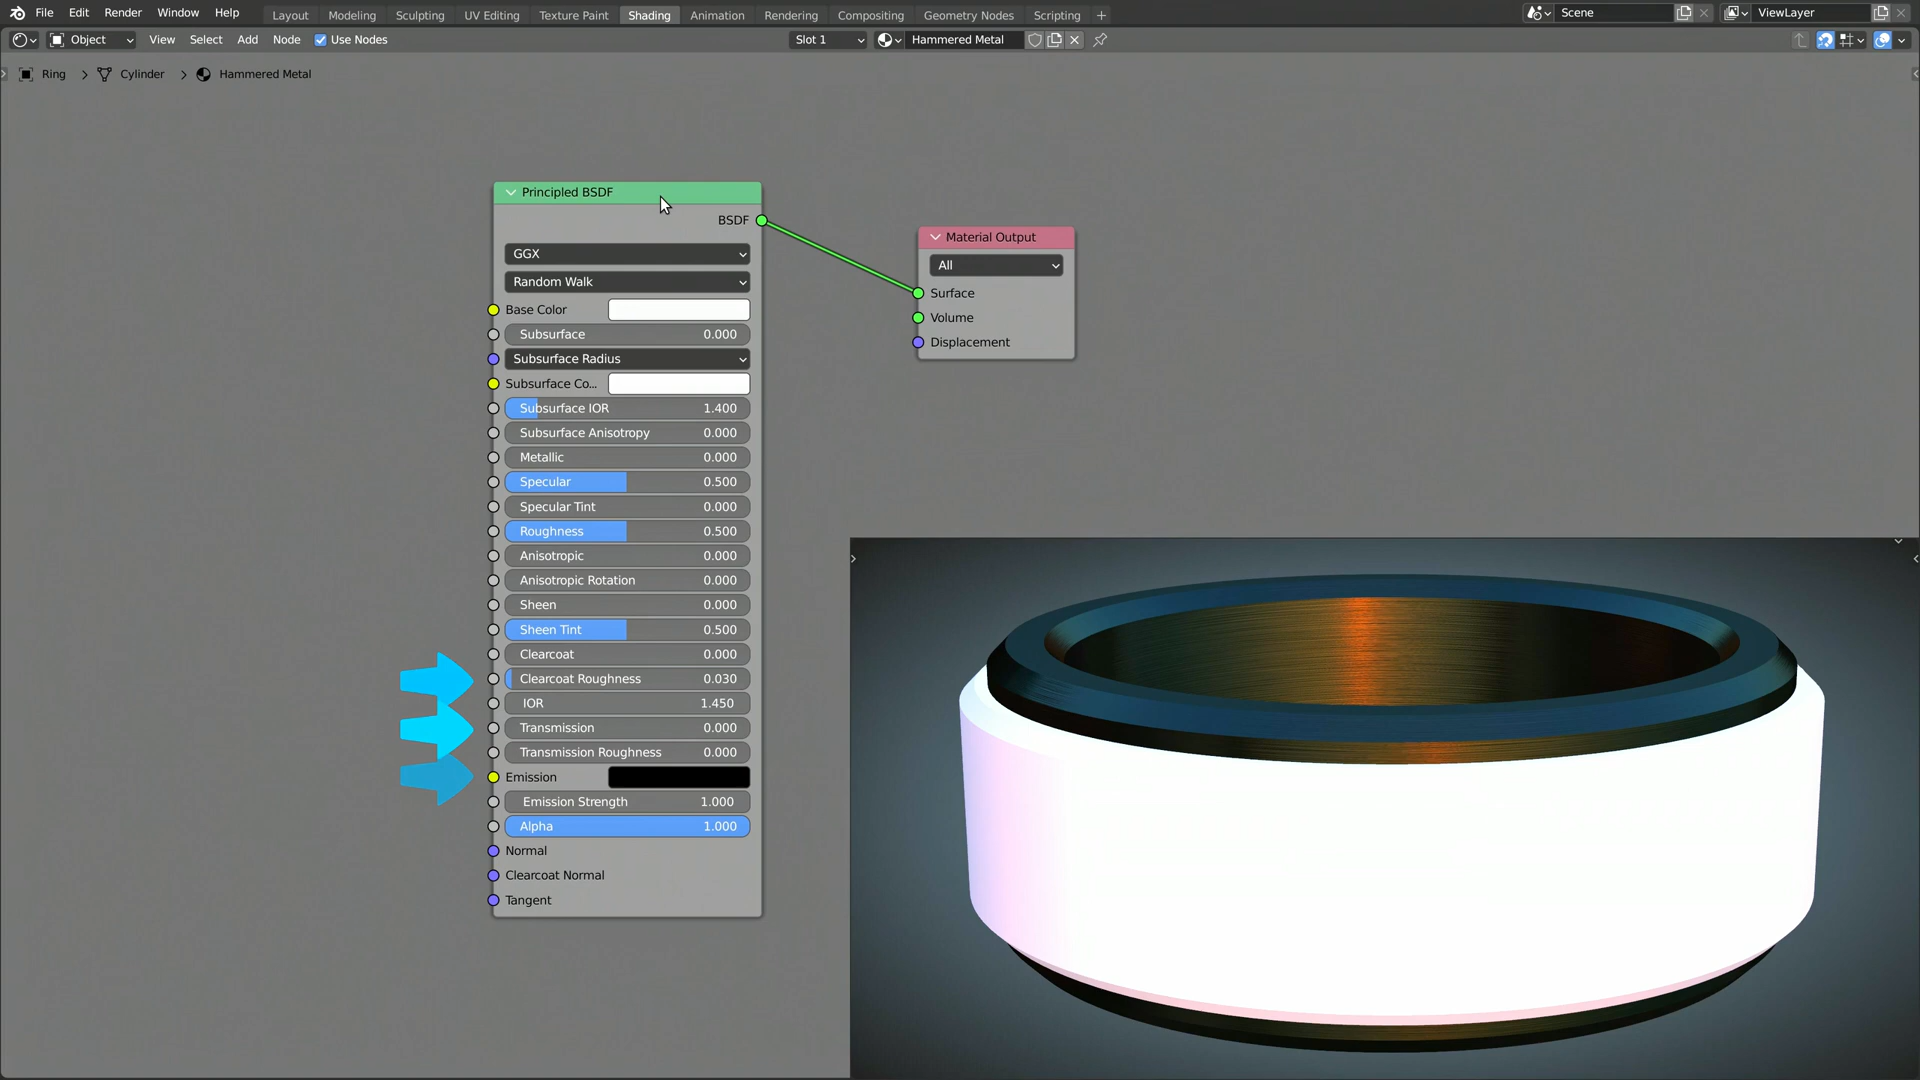 File Edit Render Window Help Layout Modeling Sculpting UV Editing Texture Paint Shading Animation Rendering Compositing Geometry Nodes Scripting + Scene ViewLayer
Object View Select Add Node Use Nodes Slot 1 Hammered Metal
Ring > Cylinder > Hammered Metal
Principled BSDF
BSDF
GGX
Random Walk
Base Color
Subsurface 0.000
Subsurface Radius
Subsurface Co...
Subsurface IOR 1.400
Subsurface Anisotropy 0.000
Metallic 0.000
Specular 0.500
Specular Tint 0.000
Roughness 0.500
Anisotropic 0.000
Anisotropic Rotation 0.000
Sheen 0.000
Sheen Tint 0.500
Clearcoat 0.000
Clearcoat Roughness 0.030
IOR 1.450
Transmission 0.000
Transmission Roughness 0.000
Emission
Emission Strength 1.000
Alpha 1.000
Normal
Clearcoat Normal
Tangent
Material Output
All
Surface
Volume
Displacement